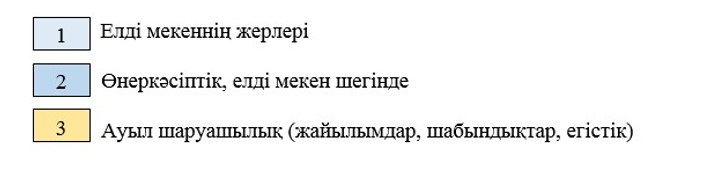 1 Елді мекеннің жерлері
2 Өнеркәсіптік, елді мекен шегінде
3 Ауыл шаруашылық (жайылымдар, шабындықтар, егістік)